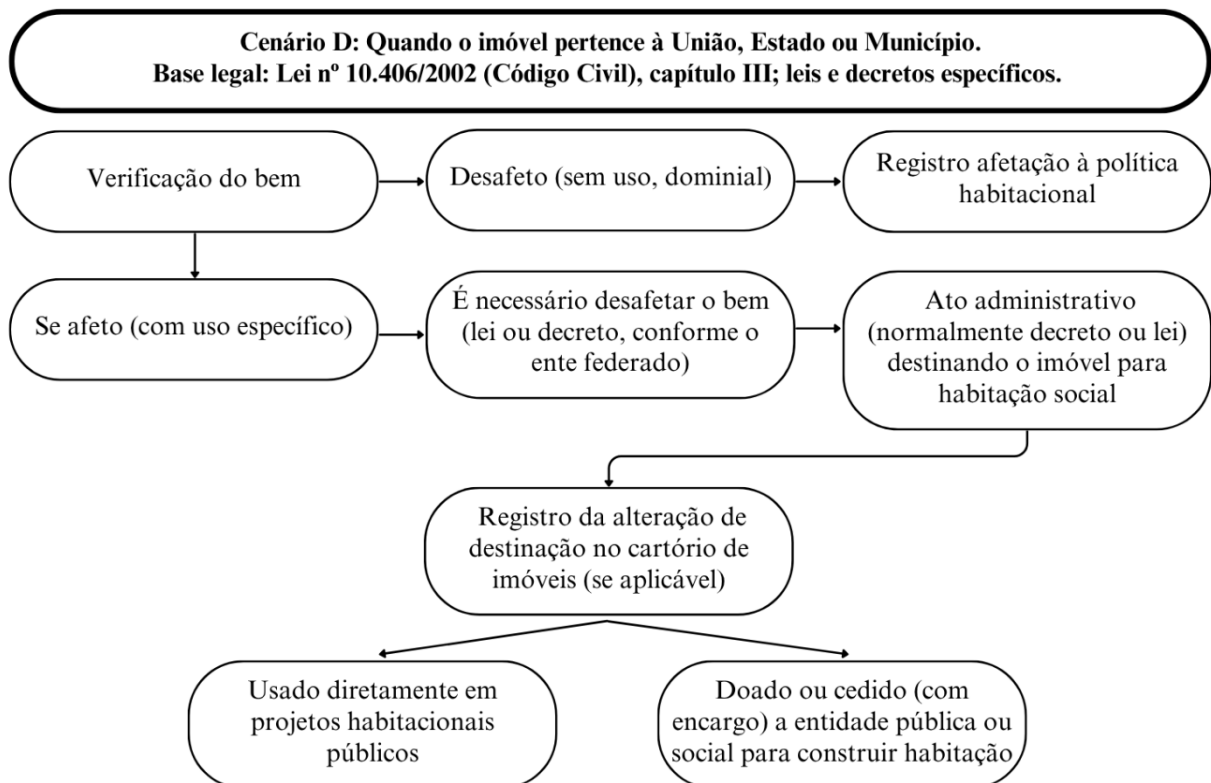 Cenário D: Quando o imóvel pertence à União, Estado ou Município.
Base legal: Lei nº 10.406/2002 (Código Civil), capítulo III; leis e decretos específicos.
Verificação do bem
Desafeto (sem uso, dominial)
Registro afetação à política
habitacional
Se afeto (com uso específico)
É necessário desafetar o bem
(lei ou decreto, conforme o
ente federado)
Ato administrativo
(normalmente decreto ou lei)
destinando o imóvel para
habitação social
Registro da alteração de
destinação no cartório de
imóveis (se aplicável)
Usado diretamente em
projetos habitacionais
públicos
Doado ou cedido (com
encargo) a entidade pública ou
social para construir habitação